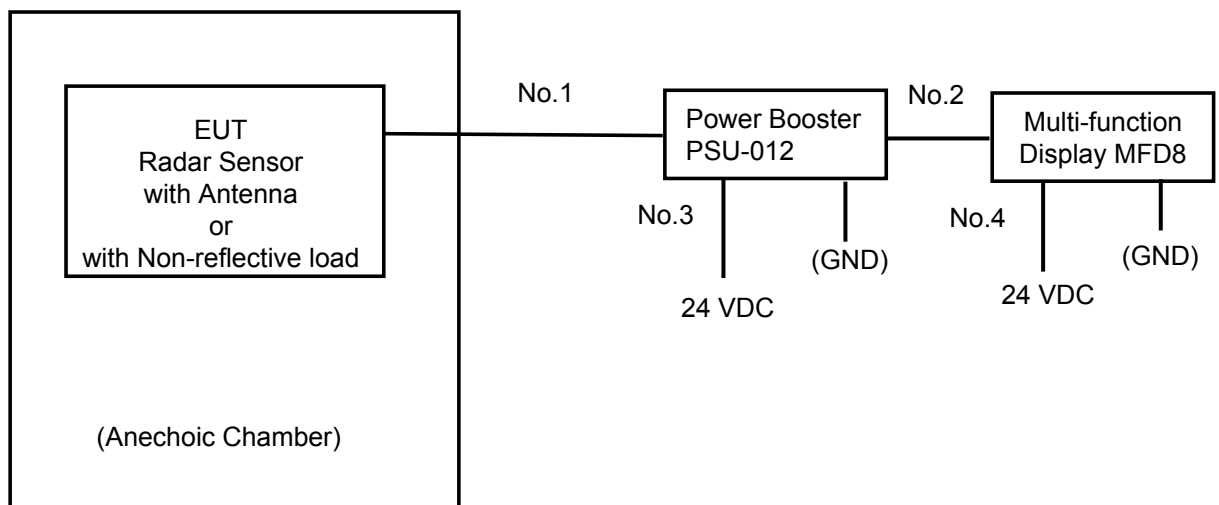 EUT
Radar Sensor
with Antenna
or
with Non-reflective load
(Anechoic Chamber)
No.1
Power Booster
PSU-012
No.2
Multi-function
Display MFD8
No.3
(GND)
24 VDC
No.4
(GND)
24 VDC